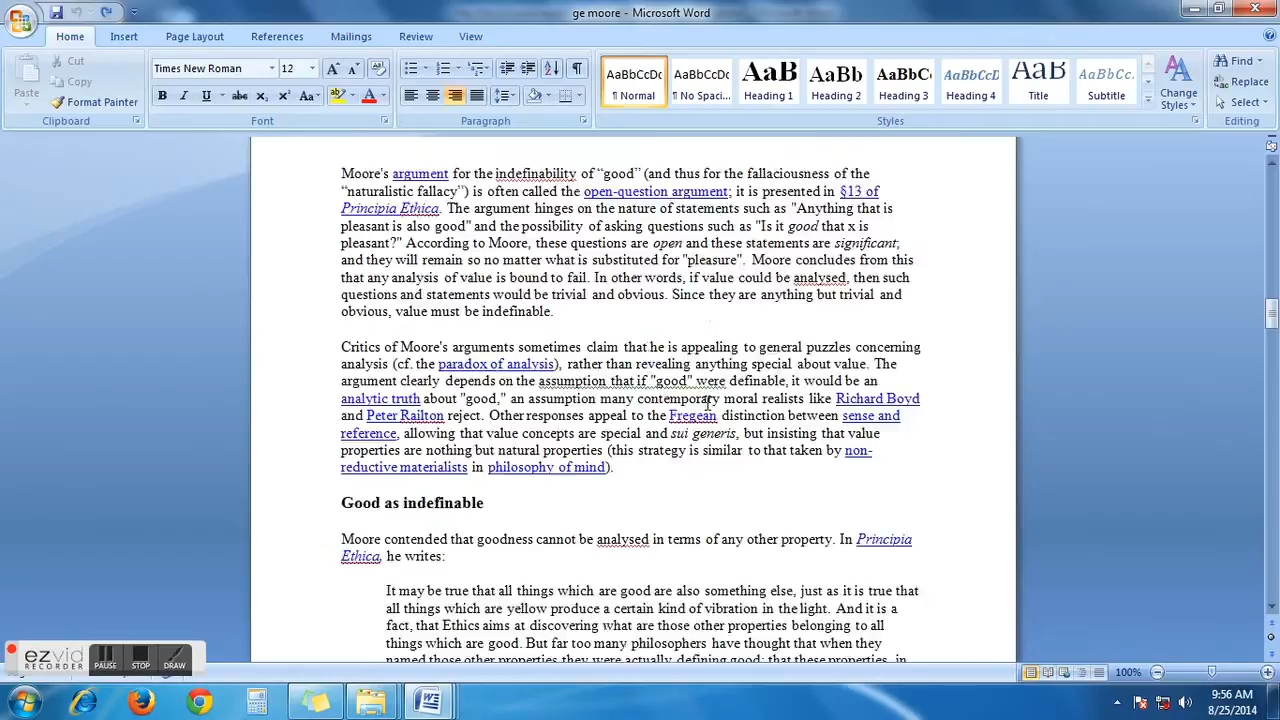 ge moore - Microsoft Word
Home Insert Page Layout References Mailings Review View
Paste
Cut
Copy
Format Painter
Clipboard
Times New Roman 12
B I U abc x₂ x² Aa
Font
Paragraph
AaBbCcDc AaBbCcDc AaB AaBb AaBbCc AaBbCcD AaB AaBbCc.
¶ Normal ¶ No Spaci... Heading 1 Heading 2 Heading 3 Heading 4 Title Subtitle
Styles
Change
Styles
Find
Replace
Select
Editing
Moore's argument for the indefinability of “good” (and thus for the fallaciousness of the
“naturalistic fallacy”) is often called the open-question argument; it is presented in §13 of
Principia Ethica. The argument hinges on the nature of statements such as "Anything that is
pleasant is also good" and the possibility of asking questions such as "Is it good that x is
pleasant?" According to Moore, these questions are open and these statements are significant;
and they will remain so no matter what is substituted for "pleasure". Moore concludes from this
that any analysis of value is bound to fail. In other words, if value could be analysed, then such
questions and statements would be trivial and obvious. Since they are anything but trivial and
obvious, value must be indefinable.
Critics of Moore's arguments sometimes claim that he is appealing to general puzzles concerning
analysis (cf. the paradox of analysis), rather than revealing anything special about value. The
argument clearly depends on the assumption that if "good" were definable, it would be an
analytic truth about "good," an assumption many contemporary moral realists like Richard Boyd
and Peter Railton reject. Other responses appeal to the Fregean distinction between sense and
reference, allowing that value concepts are special and sui generis, but insisting that value
properties are nothing but natural properties (this strategy is similar to that taken by non-
reductive materialists in philosophy of mind).
Good as indefinable
Moore contended that goodness cannot be analysed in terms of any other property. In Principia
Ethica, he writes:
It may be true that all things which are good are also something else, just as it is true that
all things which are yellow produce a certain kind of vibration in the light. And it is a
fact, that Ethics aims at discovering what are those other properties belonging to all
things which are good. But far too many philosophers have thought that when they
named those other properties they were actually defining good; that these properties, in
ezvid
RECORDER
PAUSE STOP DRAW
100%
9:56 AM
8/25/2014